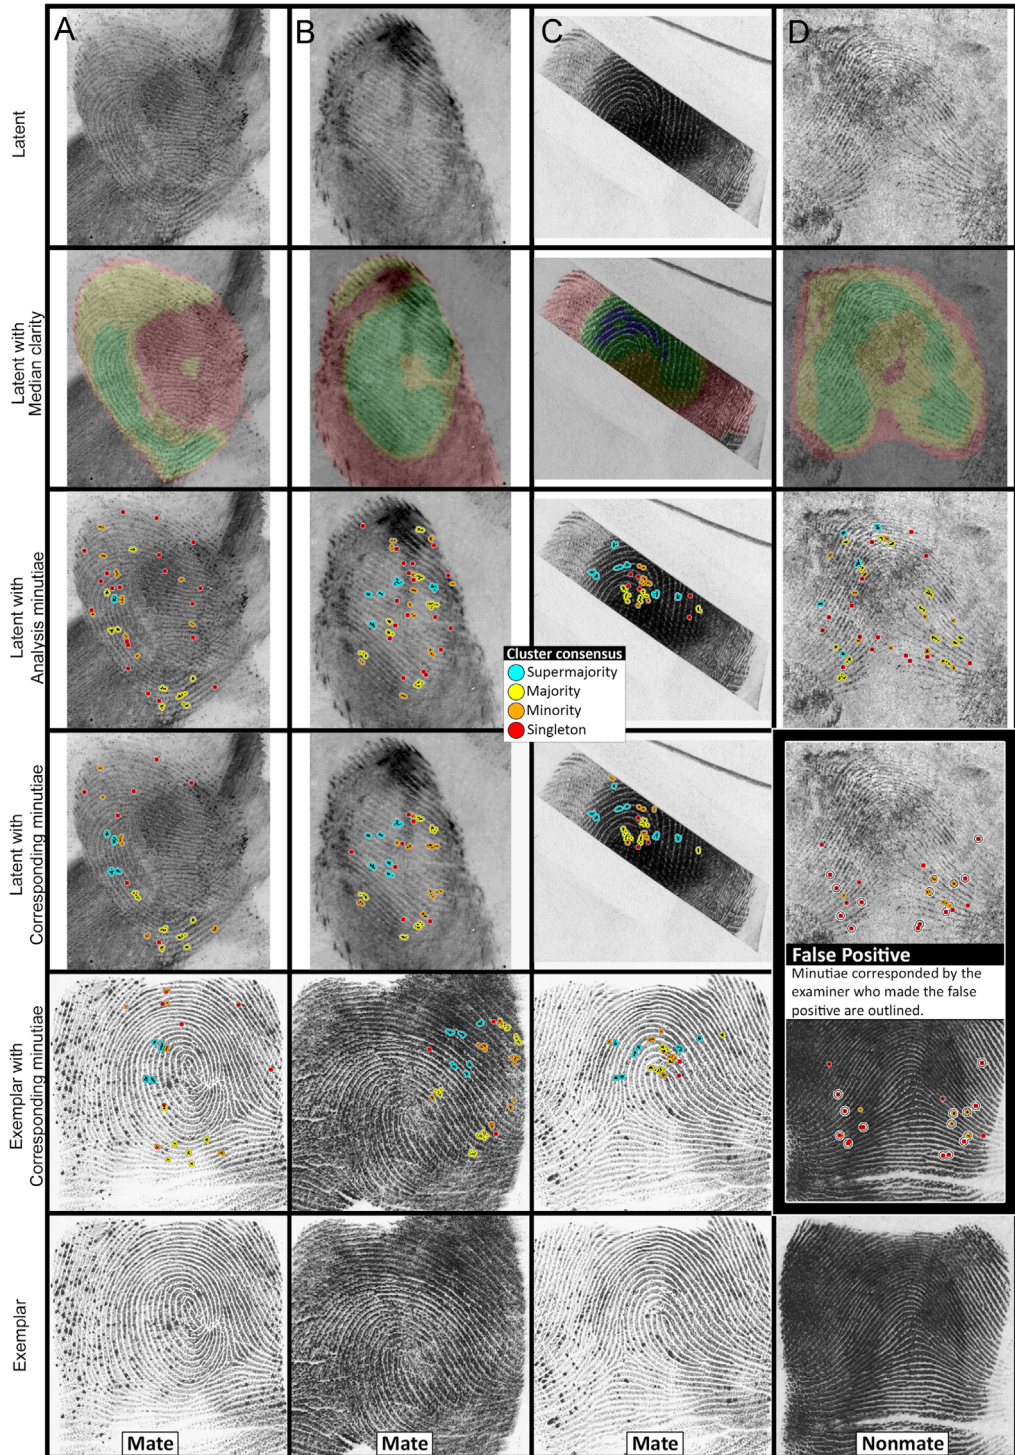 A
B
C
D
Latent
Latent with
Median clarity
Latent with
Analysis minutiae
Cluster consensus
Supermajority
Majority
Minority
Singleton
Latent with
Corresponding minutiae
False Positive
Minutiae corresponded by the
examiner who made the false
positive are outlined.
Exemplar with
Corresponding minutiae
Exemplar
Mate
Mate
Mate
Nonmate